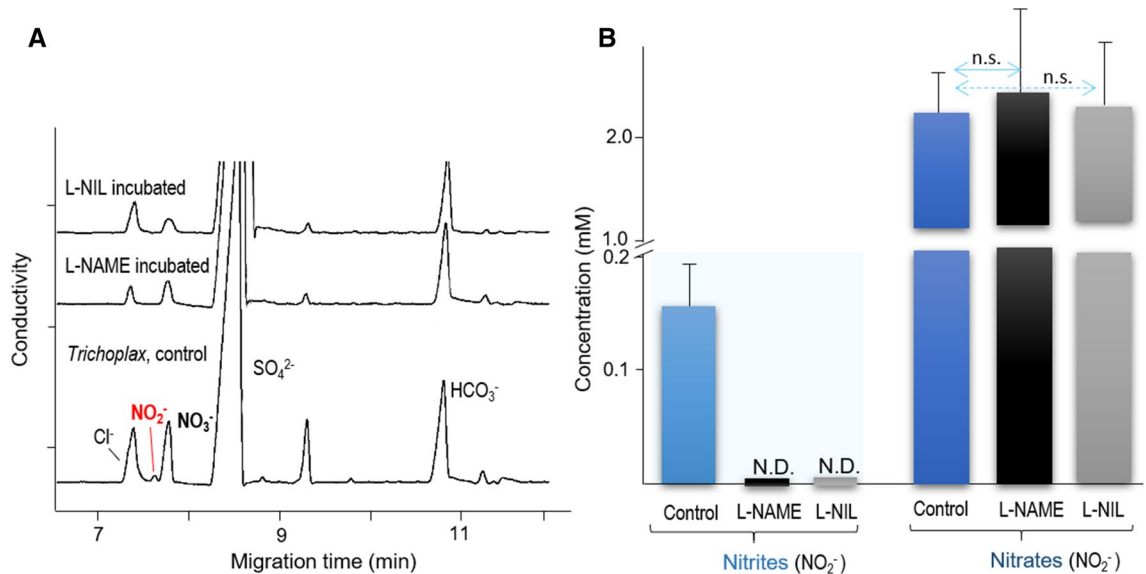 A
L-NIL incubated
L-NAME incubated
Trichoplax, control
Cl⁻
NO₂⁻
NO₃⁻
SO₄²⁻
HCO₃⁻
Conductivity
7 9 11
Migration time (min)
B
n.s.
n.s.
2.0
1.0
0.2
0.1
Concentration (mM)
N.D. N.D.
Control L-NAME L-NIL Control L-NAME L-NIL
Nitrites (NO₂⁻) Nitrates (NO₂⁻)